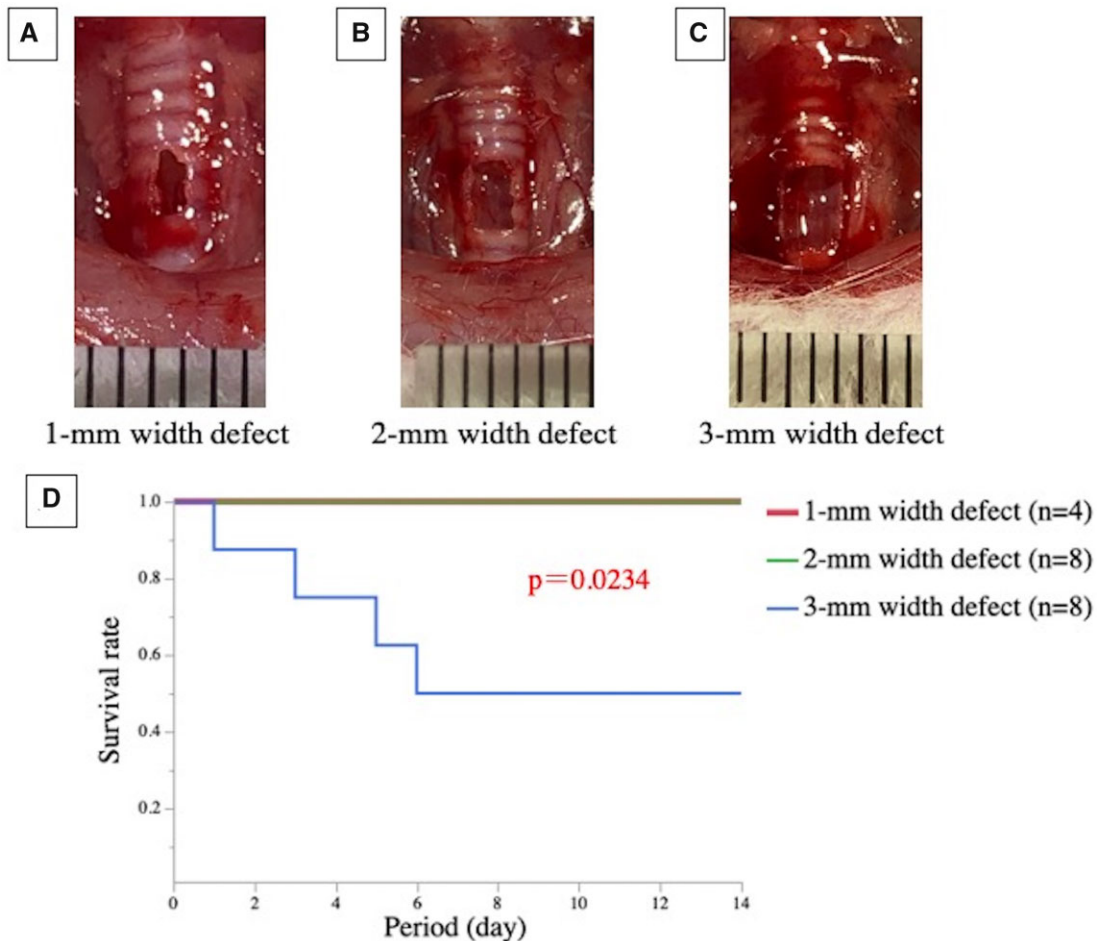 A
B
C
1-mm width defect
2-mm width defect
3-mm width defect
D
1.0
0.8
0.6
0.4
0.2
Survival rate
p=0.0234
1-mm width defect (n=4)
2-mm width defect (n=8)
3-mm width defect (n=8)
0 2 4 6 8 10 12 14
Period (day)